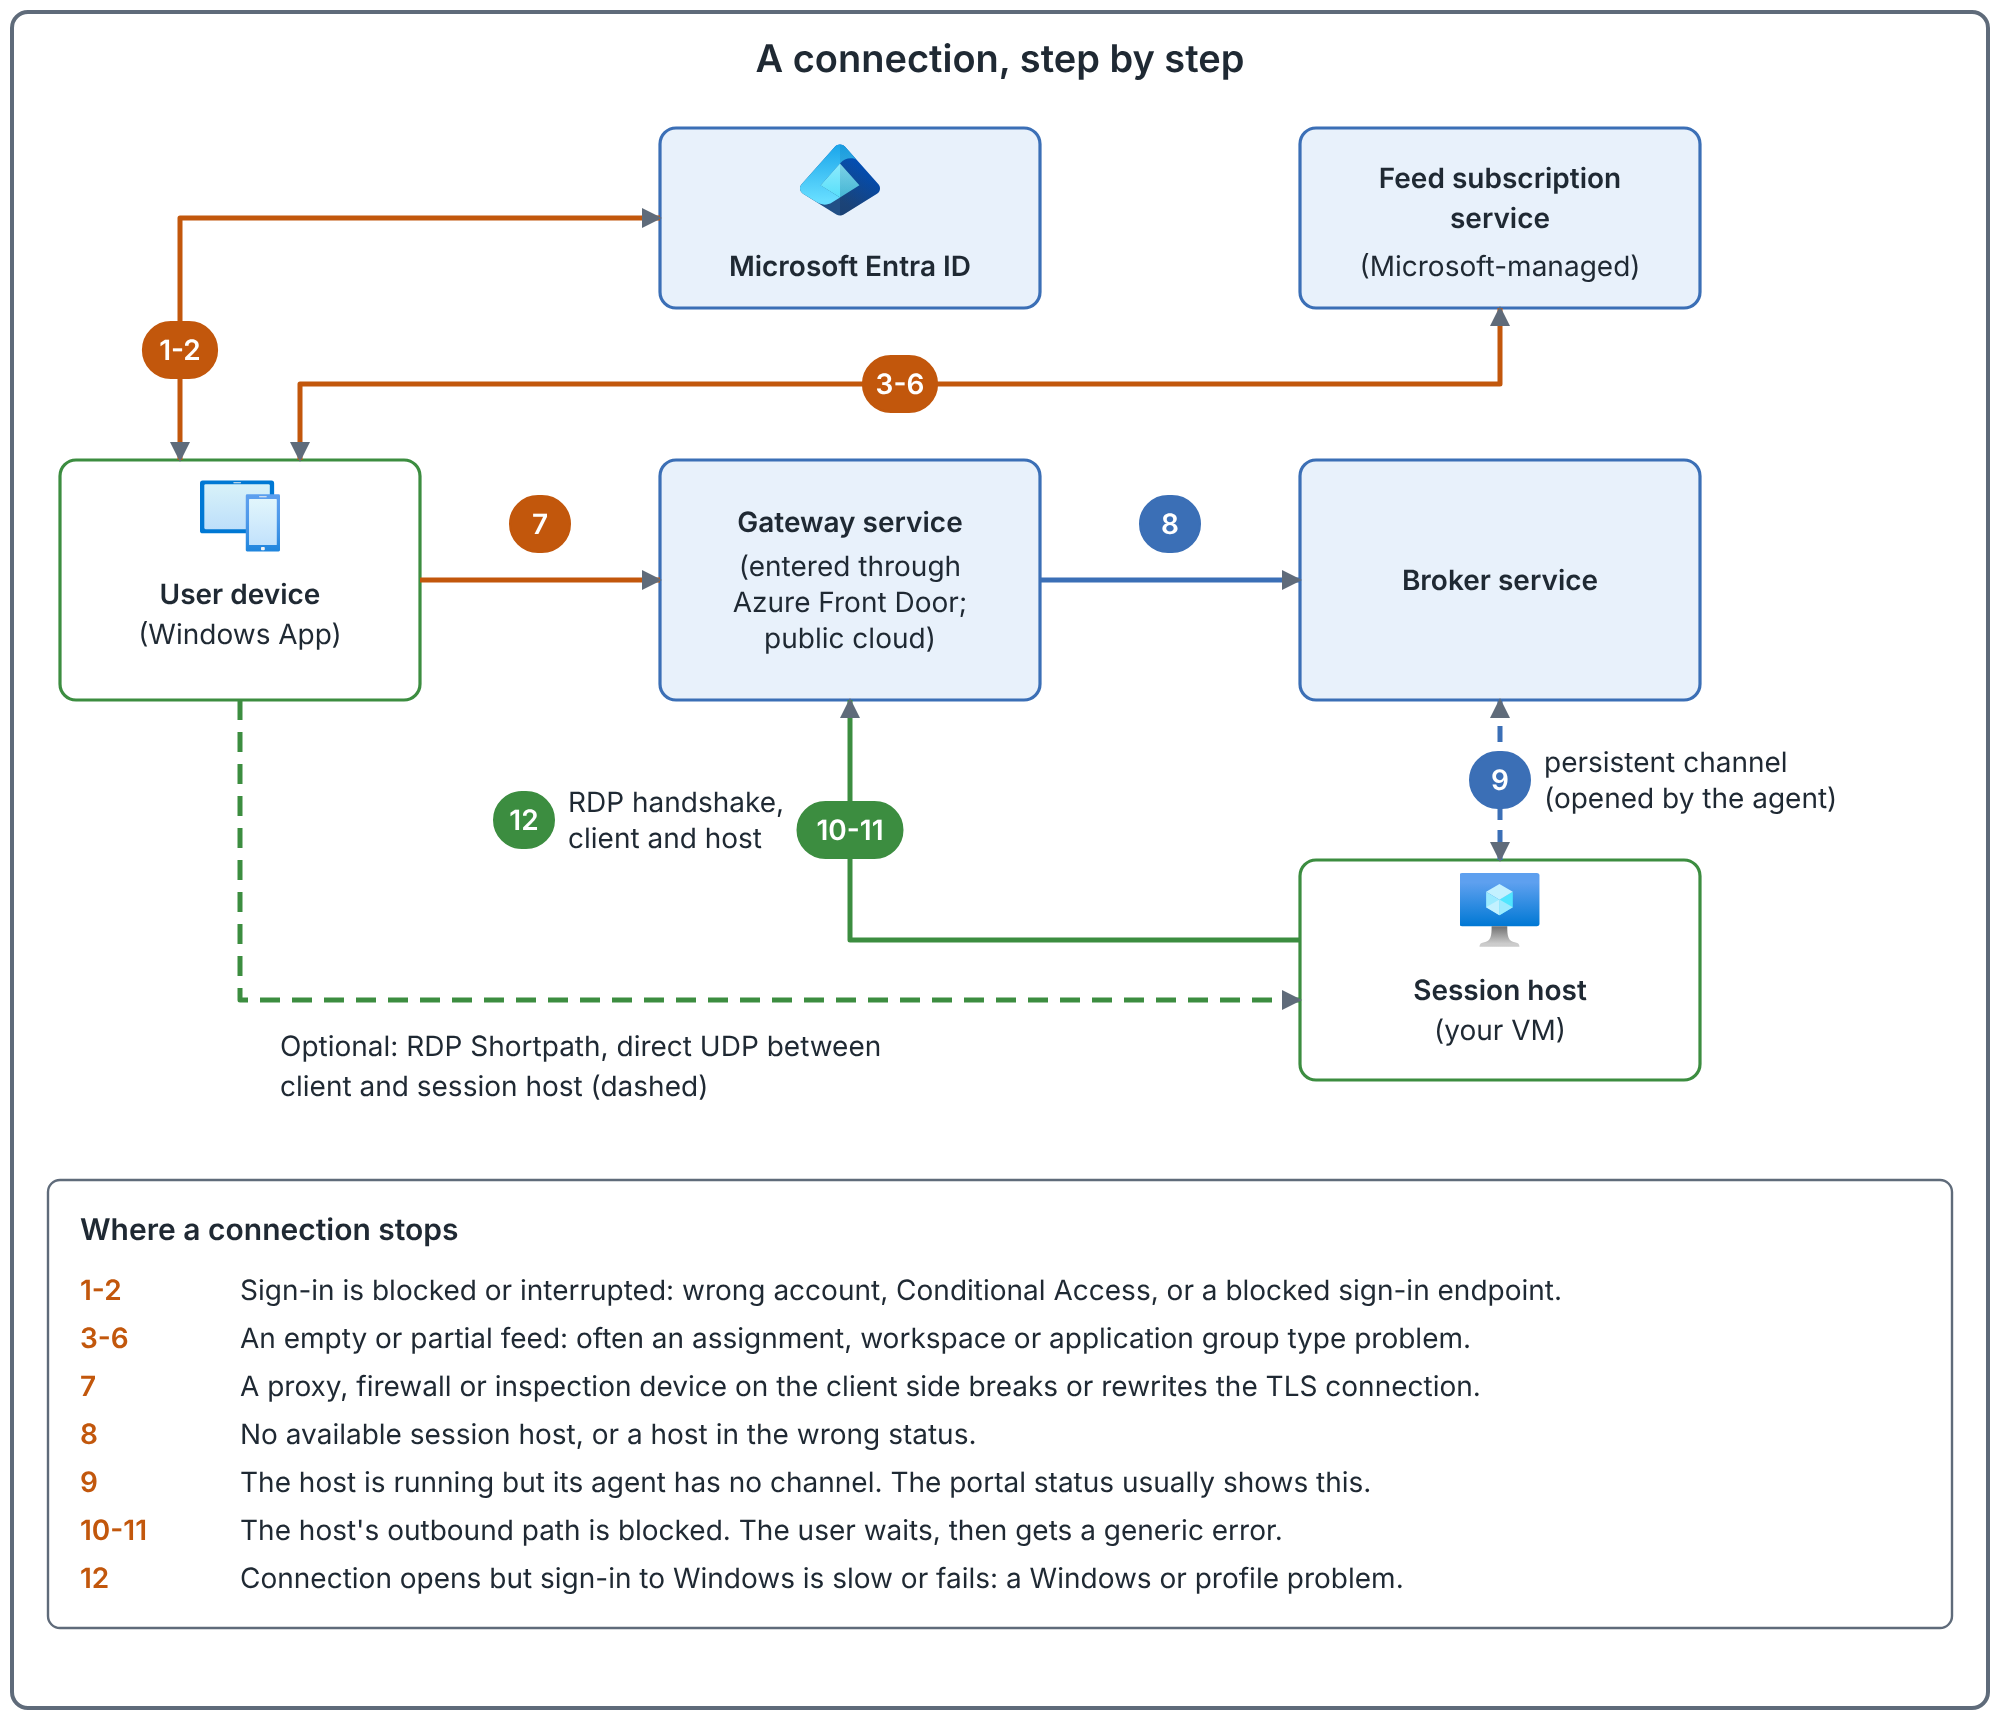 A connection, step by step
Microsoft Entra ID
Feed subscription
service
(Microsoft-managed)
1-2
3-6
User device
(Windows App)
7
Gateway service
(entered through
Azure Front Door;
public cloud)
8
Broker service
12
RDP handshake,
client and host
10-11
9
persistent channel
(opened by the agent)
Session host
(your VM)
Optional: RDP Shortpath, direct UDP between
client and session host (dashed)
Where a connection stops
1-2 Sign-in is blocked or interrupted: wrong account, Conditional Access, or a blocked sign-in endpoint.
3-6 An empty or partial feed: often an assignment, workspace or application group type problem.
7 A proxy, firewall or inspection device on the client side breaks or rewrites the TLS connection.
8 No available session host, or a host in the wrong status.
9 The host is running but its agent has no channel. The portal status usually shows this.
10-11 The host's outbound path is blocked. The user waits, then gets a generic error.
12 Connection opens but sign-in to Windows is slow or fails: a Windows or profile problem.